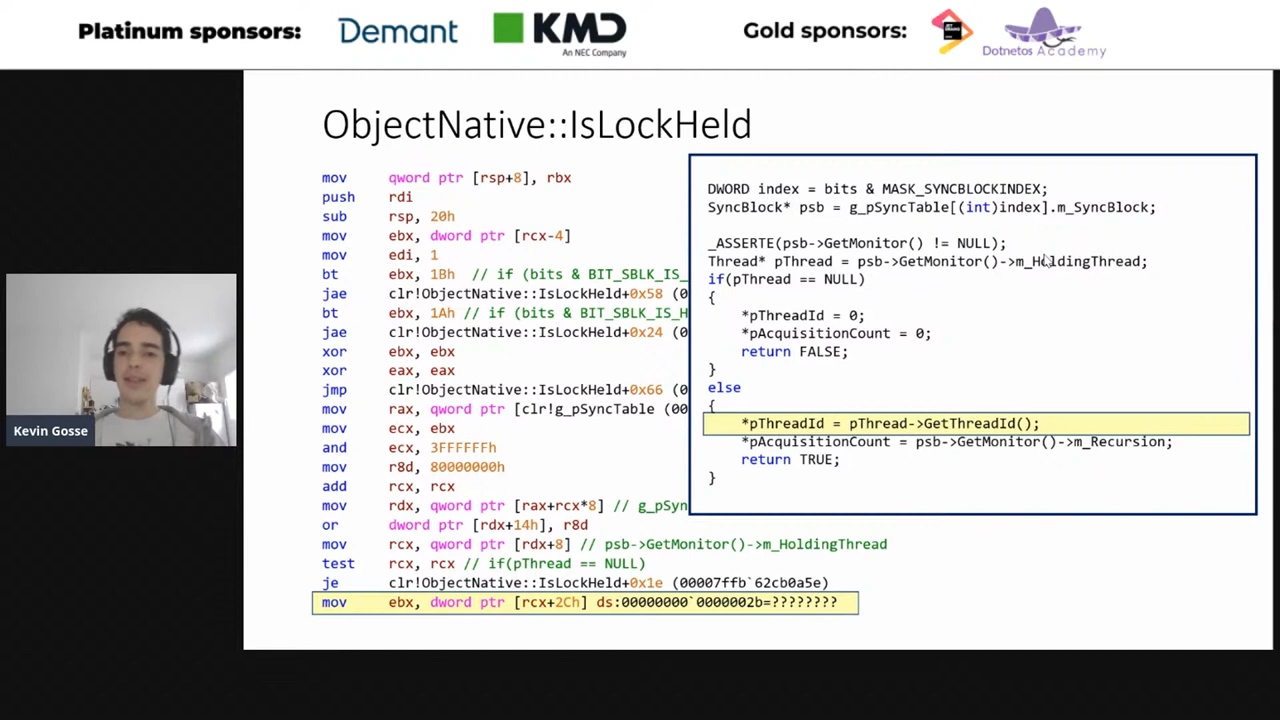 Platinum sponsors:
Demant
KMD
An NEC Company
Gold sponsors:
Dotnetos Academy
ObjectNative::IsLockHeld
mov qword ptr [rsp+8], rbx
push rdi
sub rsp, 20h
mov ebx, dword ptr [rcx-4]
mov edi, 1
bt ebx, 1Bh // if (bits & BIT_SBLK_IS_
jae clr!ObjectNative::IsLockHeld+0x58 (0
bt ebx, 1Ah // if (bits & BIT_SBLK_IS_H
jae clr!ObjectNative::IsLockHeld+0x24 (0
xor ebx, ebx
xor eax, eax
jmp clr!ObjectNative::IsLockHeld+0x66 (0
mov rax, qword ptr [clr!g_pSyncTable (00
mov ecx, ebx
and ecx, 3FFFFFFh
mov r8d, 80000000h
add rcx, rcx
mov rdx, qword ptr [rax+rcx*8] // g_pSyn
or dword ptr [rdx+14h], r8d
mov rcx, qword ptr [rdx+8] // psb->GetMonitor()->m_HoldingThread
test rcx, rcx // if(pThread == NULL)
je clr!ObjectNative::IsLockHeld+0x1e (00007ffb`62cb0a5e)
mov ebx, dword ptr [rcx+2Ch] ds:00000000`0000002b=????????
DWORD index = bits & MASK_SYNCBLOCKINDEX;
SyncBlock* psb = g_pSyncTable[(int)index].m_SyncBlock;
_ASSERTE(psb->GetMonitor() != NULL);
Thread* pThread = psb->GetMonitor()->m_HoldingThread;
if(pThread == NULL)
{
*pThreadId = 0;
*pAcquisitionCount = 0;
return FALSE;
}
else
{
*pThreadId = pThread->GetThreadId();
*pAcquisitionCount = psb->GetMonitor()->m_Recursion;
return TRUE;
}
Kevin Gosse